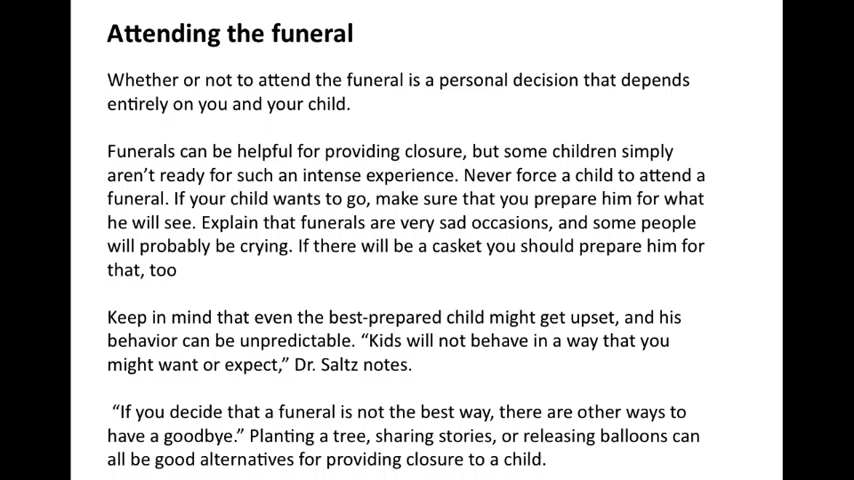 Attending the funeral
Whether or not to attend the funeral is a personal decision that depends
entirely on you and your child.
Funerals can be helpful for providing closure, but some children simply
aren’t ready for such an intense experience. Never force a child to attend a
funeral. If your child wants to go, make sure that you prepare him for what
he will see. Explain that funerals are very sad occasions, and some people
will probably be crying. If there will be a casket you should prepare him for
that, too
Keep in mind that even the best-prepared child might get upset, and his
behavior can be unpredictable. “Kids will not behave in a way that you
might want or expect,” Dr. Saltz notes.
“If you decide that a funeral is not the best way, there are other ways to
have a goodbye.” Planting a tree, sharing stories, or releasing balloons can
all be good alternatives for providing closure to a child.